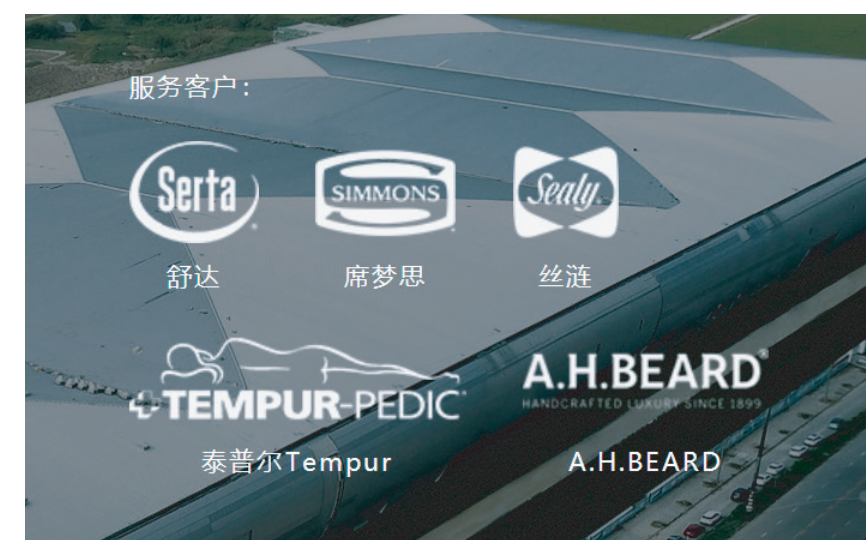 服务客户：
Serta
SIMMONS
Sealy
舒达
席梦思
丝涟
TEMPUR-PEDIC
A.H.BEARD
HANDCRAFTED LUXURY SINCE 1899
泰普尔Tempur
A.H.BEARD